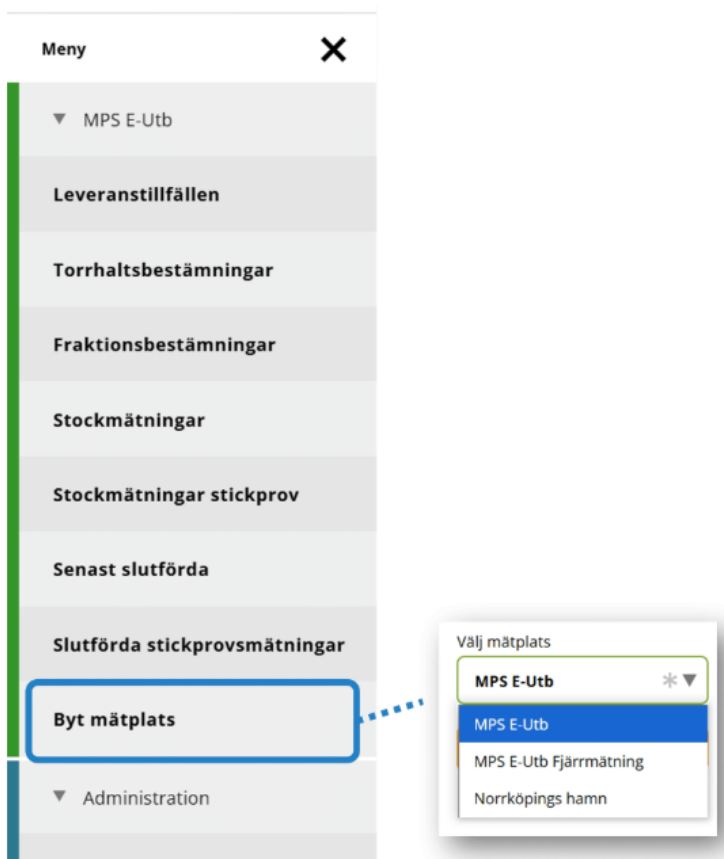 Meny
MPS E-Utb
Leveranstillfällen
Torrhaltsbestämningar
Fraktionsbestämningar
Stockmätningar
Stockmätningar stickprov
Senast slutförda
Slutförda stickprovsmätningar
Byt mätplats
Administration
Välj mätplats
MPS E-Utb
MPS E-Utb
MPS E-Utb Fjärrmätning
Norrköpings hamn